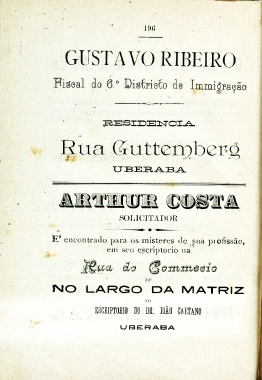 196
GUSTAVO RIBEIRO
Fiscal do 6º Districto de Immigração
RESIDENCIA
Rua Guttemberg
UBERABA
ARTHUR COSTA
SOLICITADOR
E' encontrado para os misteres de sua profissão,
em seu escriptorio na
Rua do Commecio
OU
NO LARGO DA MATRIZ
NO
ESCRIPTORIO DO DR. JOÃO CAETANO
UBERABA